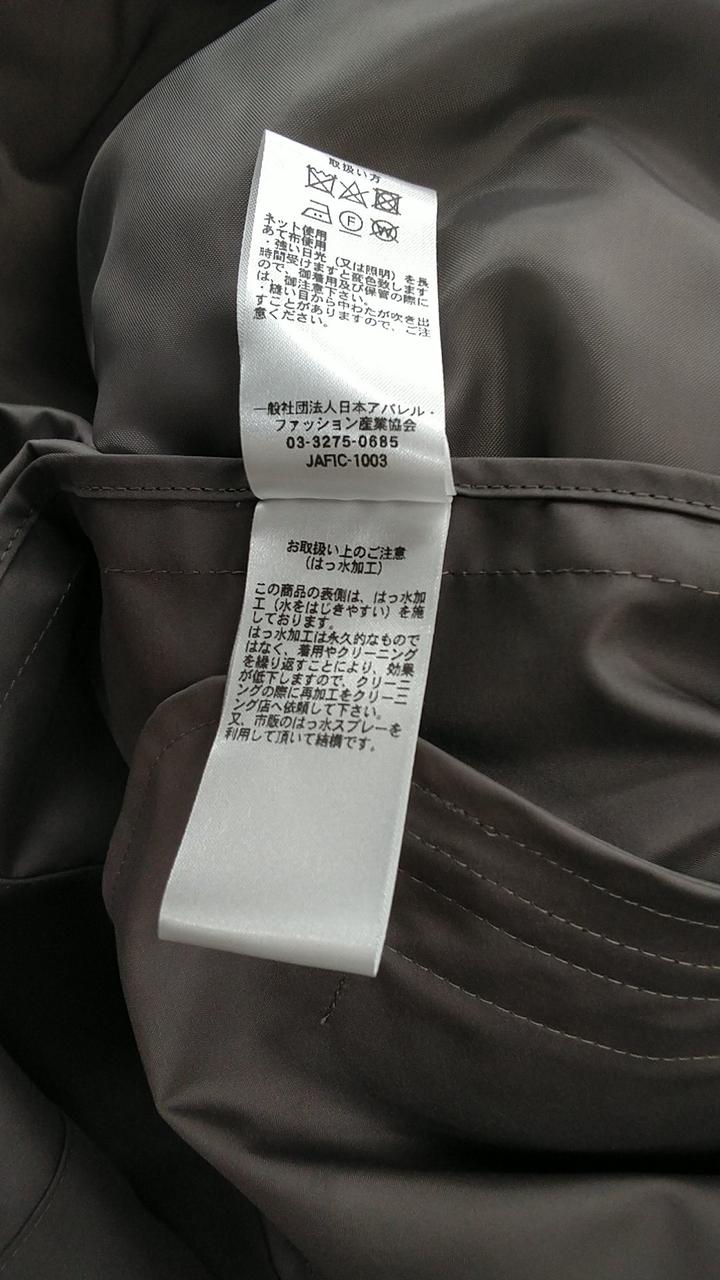 取扱い方
F W
ネット使用
あて布使用
・強い日光（又は照明）を長
時間受けますと変色致します
ので、御着用及び保管の際に
は、御注意下さい。
・縫い目から中わたが吹き出
すことがありますので、ご注
意ください。
一般社団法人日本アパレル・
ファッション産業協会
03-3275-0685
JAFIC-1003
お取扱い上のご注意
（はっ水加工）
この商品の表側は、はっ水加
工（水をはじきやすい）を施
しております。
はっ水加工は永久的なもので
はなく、着用やクリーニング
を繰り返すことにより、効果
が低下しますので、クリーニ
ングの際に再加工をクリーニ
ング店へ依頼して下さい。
又、市販のはっ水スプレーを
利用して頂いて結構です。